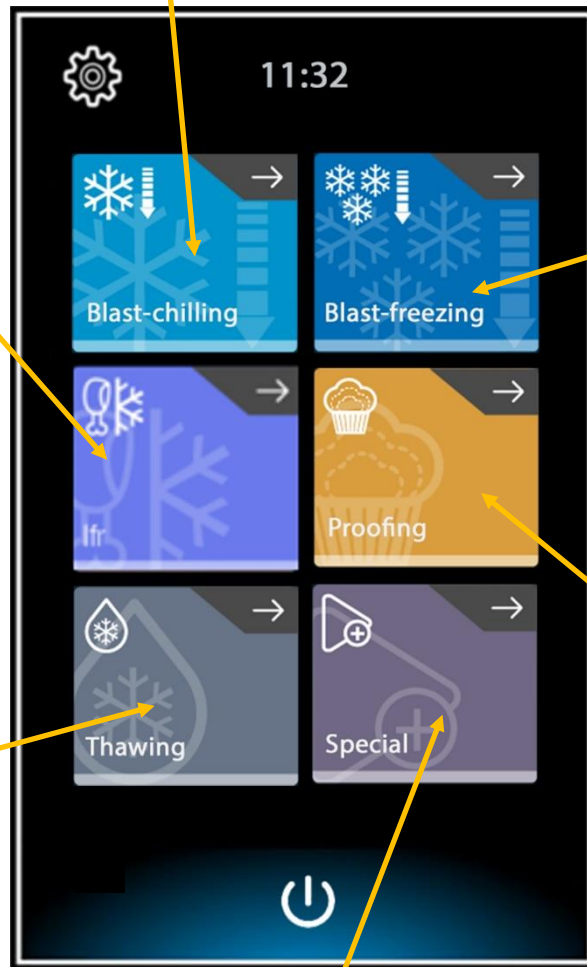 11:32
Blast-chilling
Blast-freezing
Ifr
Proofing
Thawing
Special